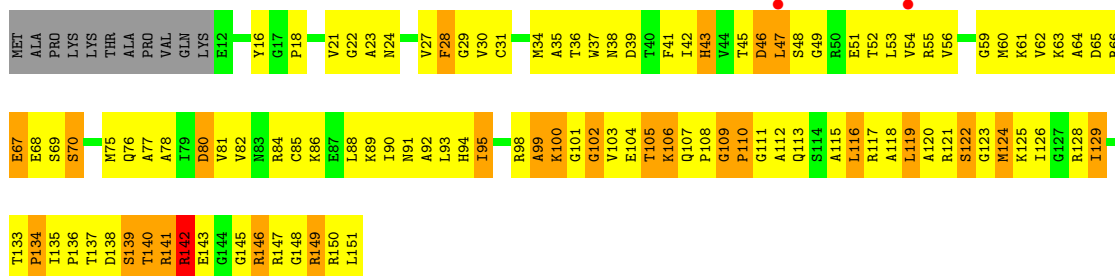 MET ALA PRO LYS LYS THR ALA PRO VAL GLN LYS E12 Y16 G17 P18 V21 G22 A23 N24 V27 F28 G29 V30 C31 M34 A35 T36 W37 N38 D39 T40 F41 I42 H43 V44 T45 D46 L47 S48 G49 R50 E51 T52 L53 V54 R55 V56 G59 M60 K61 V62 K63 A64 D65 R66
E67 E68 S69 S70 M75 Q76 A77 A78 I79 D80 V81 V82 N83 R84 C85 K86 E87 L88 K89 I90 N91 A92 L93 H94 I95 R98 A99 K100 G101 G102 V103 E104 T105 K106 Q107 P108 G109 P110 G111 A112 Q113 S114 A115 L116 R117 A118 L119 A120 R121 S122 G123 M124 K125 I126 G127 R128 I129
T133 P134 I135 P136 T137 D138 S139 T140 R141 R142 E143 G144 G145 R146 R147 G148 R149 R150 L151